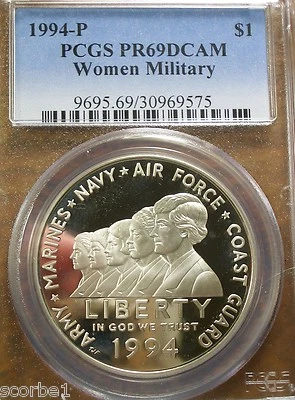 1994-P $1
PCGS PR69DCAM
Women Military
9695.69/30969575
ARMY ★ MARINES ★ NAVY ★ AIR FORCE ★ COAST GUARD
LIBERTY
IN GOD WE TRUST
1994
scorbe1